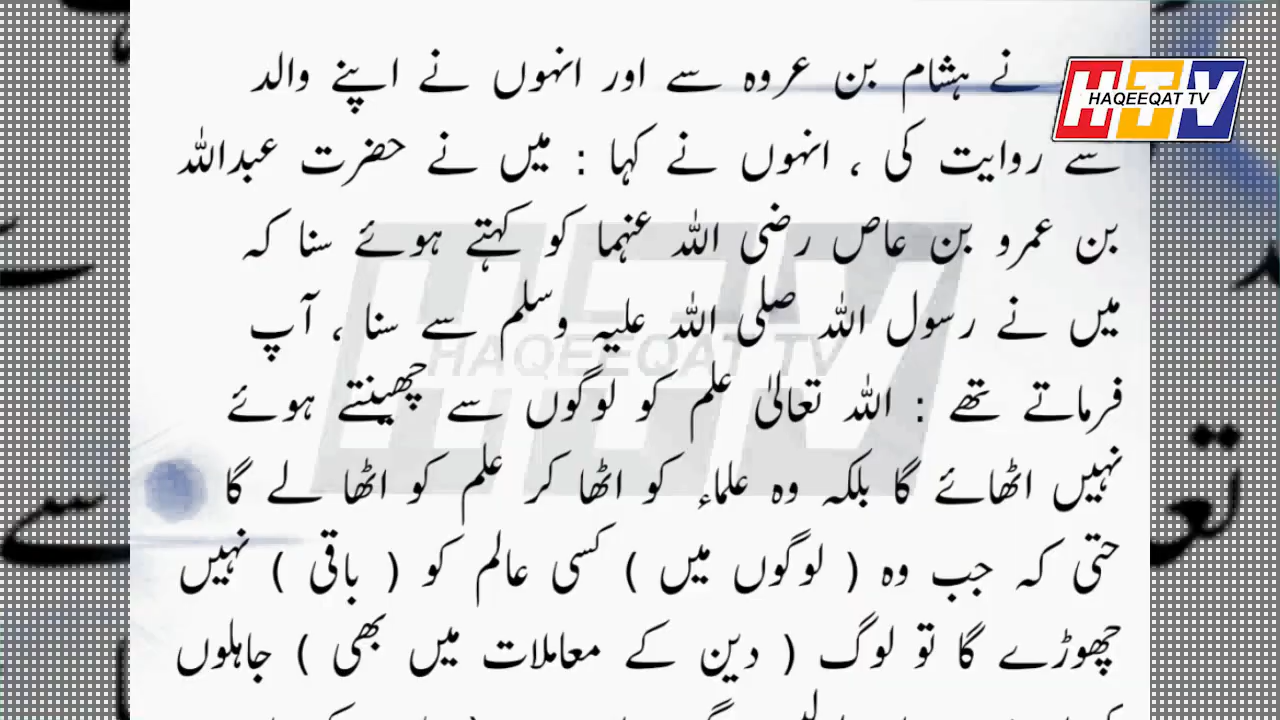 نے ہشام بن عروہ سے اور انہوں نے اپنے والد
سے روایت کی ، انہوں نے کہا : میں نے حضرت عبداللہ
بن عمرو بن عاص رضی اللہ عنہما کو کہتے ہوئے سنا کہ
میں نے رسول اللہ صلی اللہ علیہ وسلم سے سنا ، آپ
فرماتے تھے : اللہ تعالیٰ علم کو لوگوں سے چھینتے ہوئے
نہیں اٹھائے گا بلکہ وہ علماء کو اٹھا کر علم کو اٹھا لے گا
حتی کہ جب وہ ( لوگوں میں ) کسی عالم کو ( باقی ) نہیں
چھوڑے گا تو لوگ ( دین کے معاملات میں بھی ) جاہلوں
HTV
HAQEEQAT TV
HTV
HAQEEQAT TV